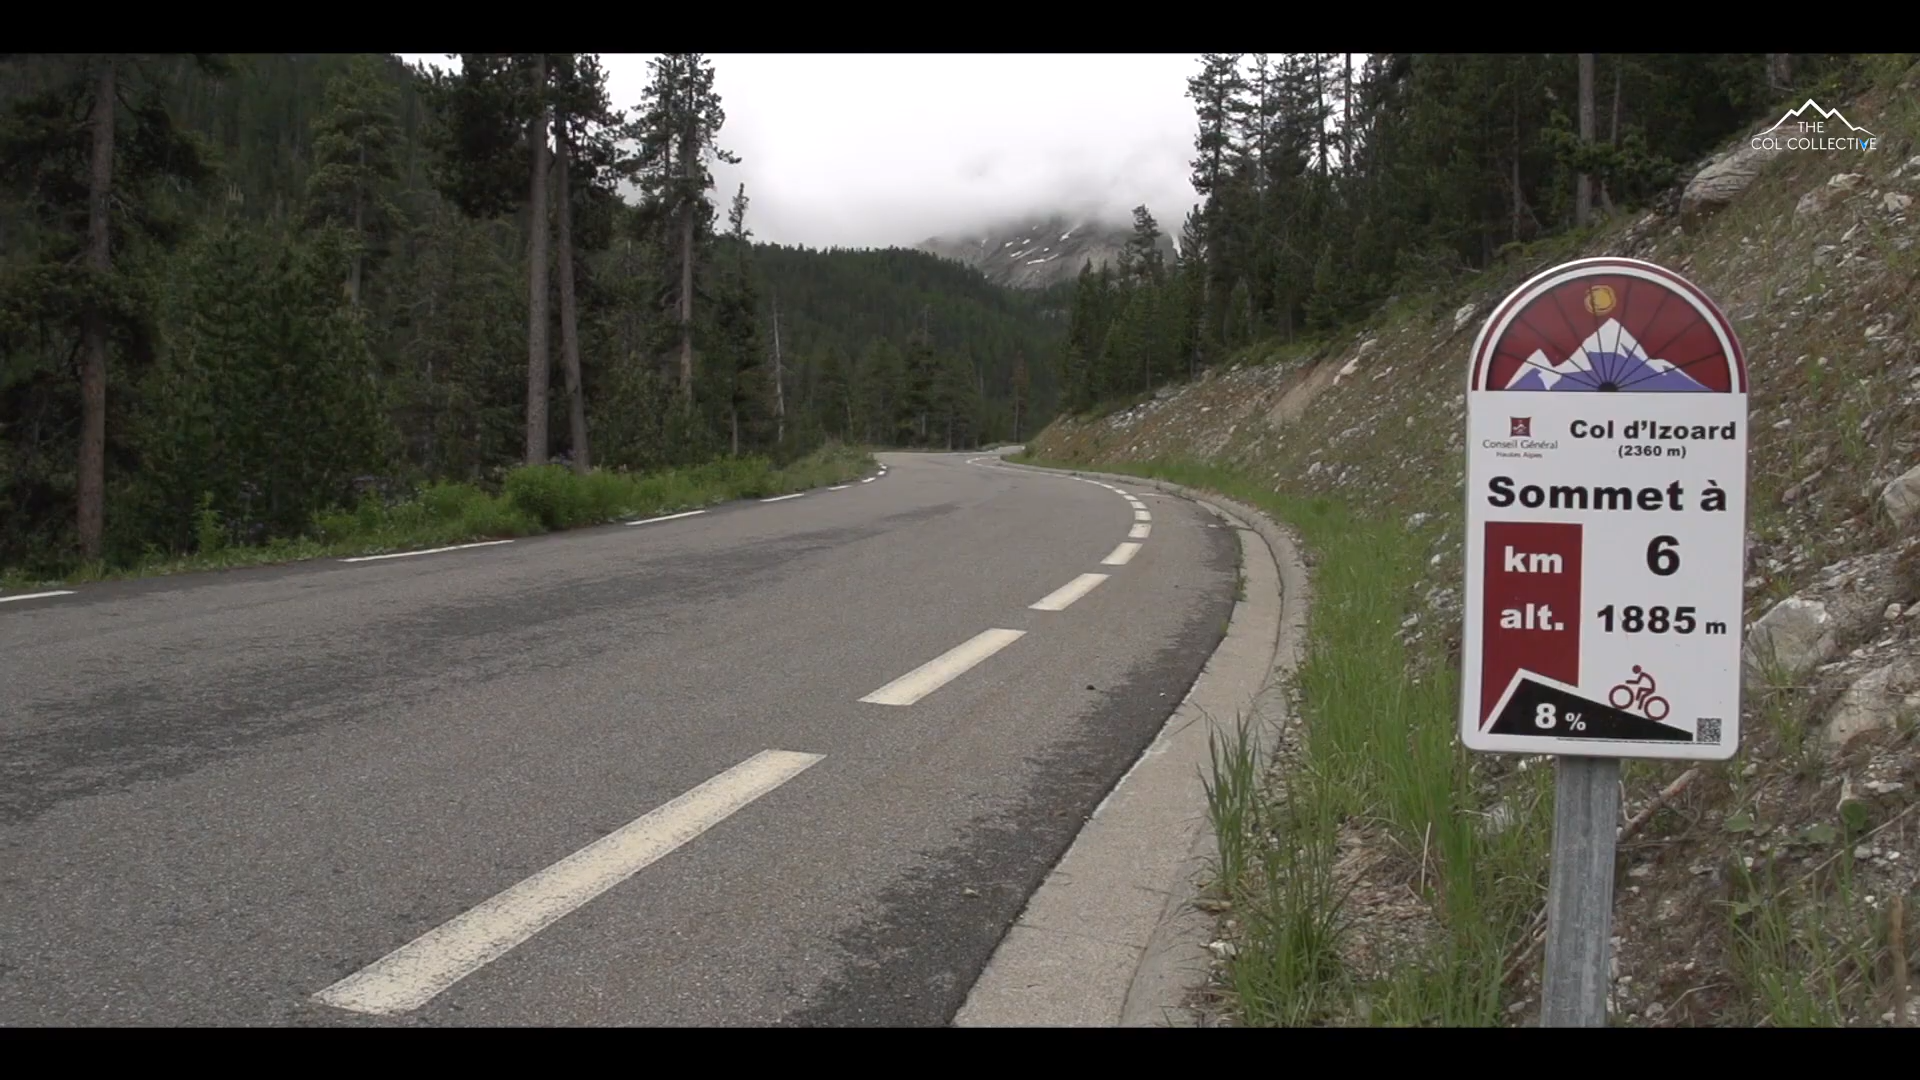 THE
COL COLLECTIVE
Conseil Général
Hautes Alpes
Col d'Izoard
(2360 m)
Sommet à
km 6
alt. 1885 m
8 %